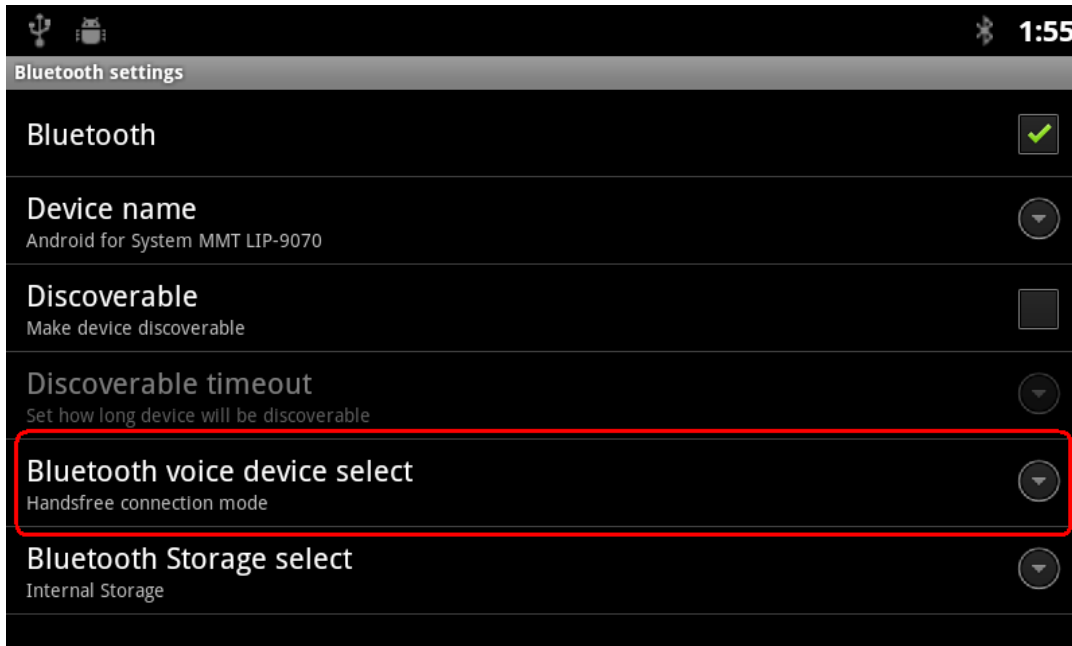 1:55
Bluetooth settings
Bluetooth
Device name
Android for System MMT LIP-9070
Discoverable
Make device discoverable
Discoverable timeout
Set how long device will be discoverable
Bluetooth voice device select
Handsfree connection mode
Bluetooth Storage select
Internal Storage